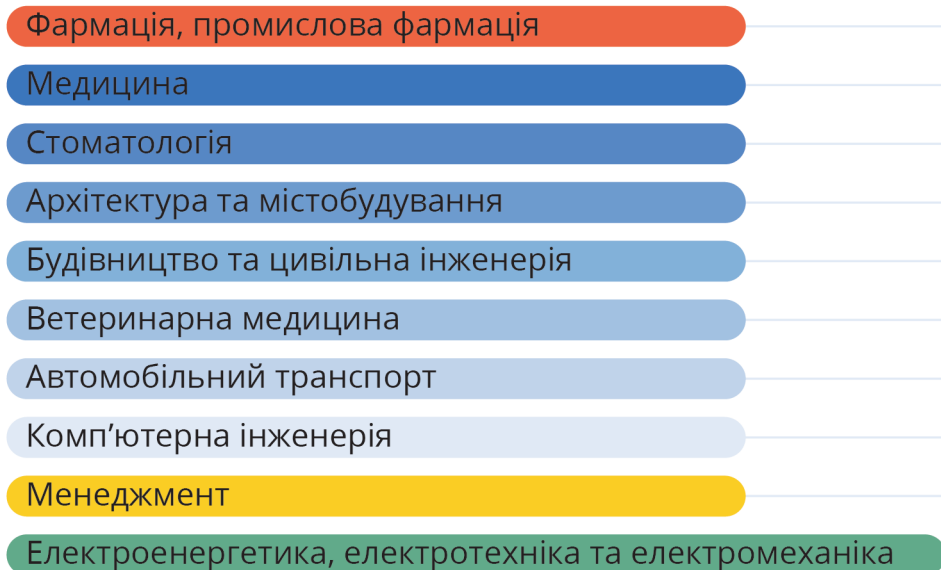 Фармація, промислова фармація
Медицина
Стоматологія
Архітектура та містобудування
Будівництво та цивільна інженерія
Ветеринарна медицина
Автомобільний транспорт
Комп’ютерна інженерія
Менеджмент
Електроенергетика, електротехніка та електромеханіка